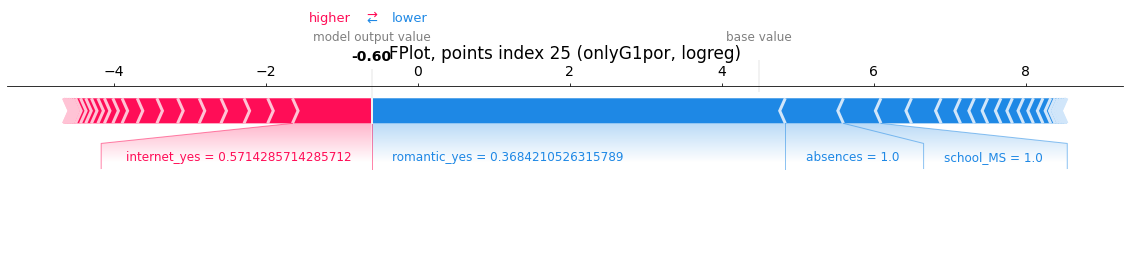 higher ⇄ lower
model output value base value
-0.60 FPlot, points index 25 (onlyG1por, logreg)
−4 −2 0 2 4 6 8
internet_yes = 0.5714285714285712 romantic_yes = 0.3684210526315789 absences = 1.0 school_MS = 1.0